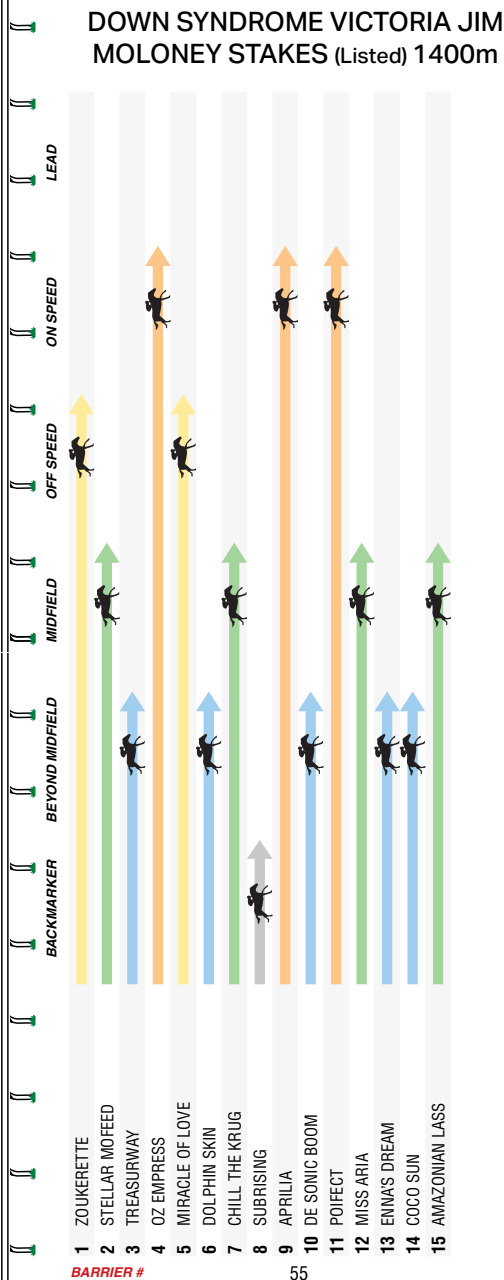 DOWN SYNDROME VICTORIA JIM
MOLONEY STAKES (Listed) 1400m
LEAD
ON SPEED
OFF SPEED
MIDFIELD
BEYOND MIDFIELD
BACKMARKER
1 ZOUKERETTE
2 STELLAR MOFEED
3 TREASURWAY
4 OZ EMPRESS
5 MIRACLE OF LOVE
6 DOLPHIN SKIN
7 CHILL THE KRUG
8 SUBRISING
9 APRILIA
10 DE SONIC BOOM
11 POIFECT
12 MISS ARIA
13 ENNA'S DREAM
14 COCO SUN
15 AMAZONIAN LASS
BARRIER #
55